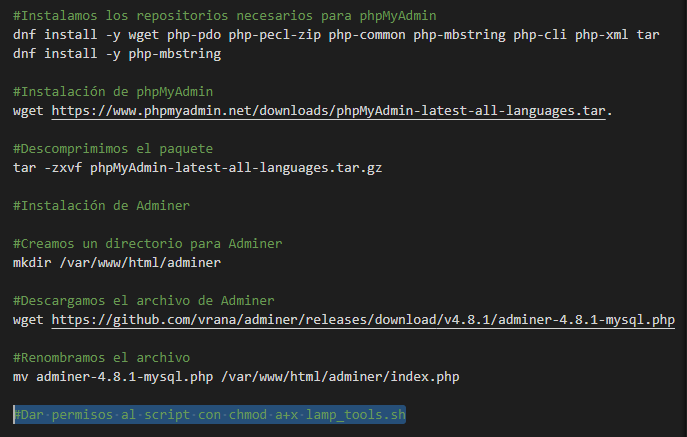 #Instalamos los repositorios necesarios para phpMyAdmin
dnf install -y wget php-pdo php-pecl-zip php-common php-mbstring php-cli php-xml tar
dnf install -y php-mbstring
#Instalación de phpMyAdmin
wget https://www.phpmyadmin.net/downloads/phpMyAdmin-latest-all-languages.tar.
#Descomprimimos el paquete
tar -zxvf phpMyAdmin-latest-all-languages.tar.gz
#Instalación de Adminer
#Creamos un directorio para Adminer
mkdir /var/www/html/adminer
#Descargamos el archivo de Adminer
wget https://github.com/vrana/adminer/releases/download/v4.8.1/adminer-4.8.1-mysql.php
#Renombramos el archivo
mv adminer-4.8.1-mysql.php /var/www/html/adminer/index.php
#Dar permisos al script con chmod a+x lamp_tools.sh